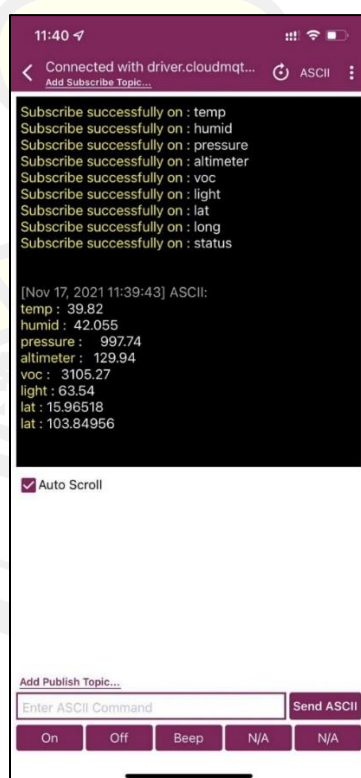 11:40
Connected with driver.cloudmqt... ASCII
Add Subscribe Topic...
Subscribe successfully on : temp
Subscribe successfully on : humid
Subscribe successfully on : pressure
Subscribe successfully on : altimeter
Subscribe successfully on : voc
Subscribe successfully on : light
Subscribe successfully on : lat
Subscribe successfully on : long
Subscribe successfully on : status
[Nov 17, 2021 11:39:43] ASCII:
temp : 39.82
humid : 42.055
pressure : 997.74
altimeter : 129.94
voc : 3105.27
light : 63.54
lat : 15.96518
lat : 103.84956
Auto Scroll
Add Publish Topic...
Enter ASCII Command Send ASCII
On Off Beep N/A N/A